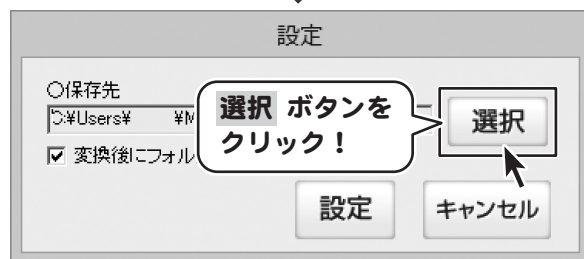 設定
○保存先
C:¥Users¥ ¥M
選択 ボタンを
クリック！
選択
変換後にフォル
設定
キャンセル